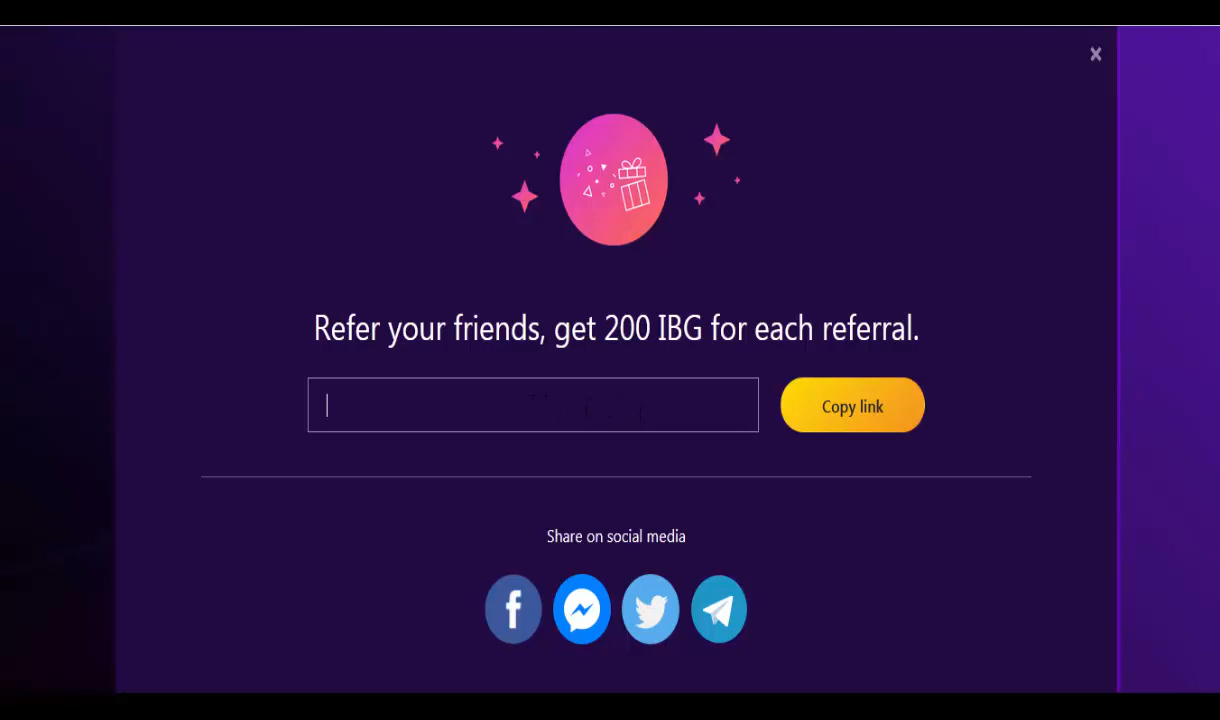 Refer your friends, get 200 IBG for each referral.
Copy link
Share on social media